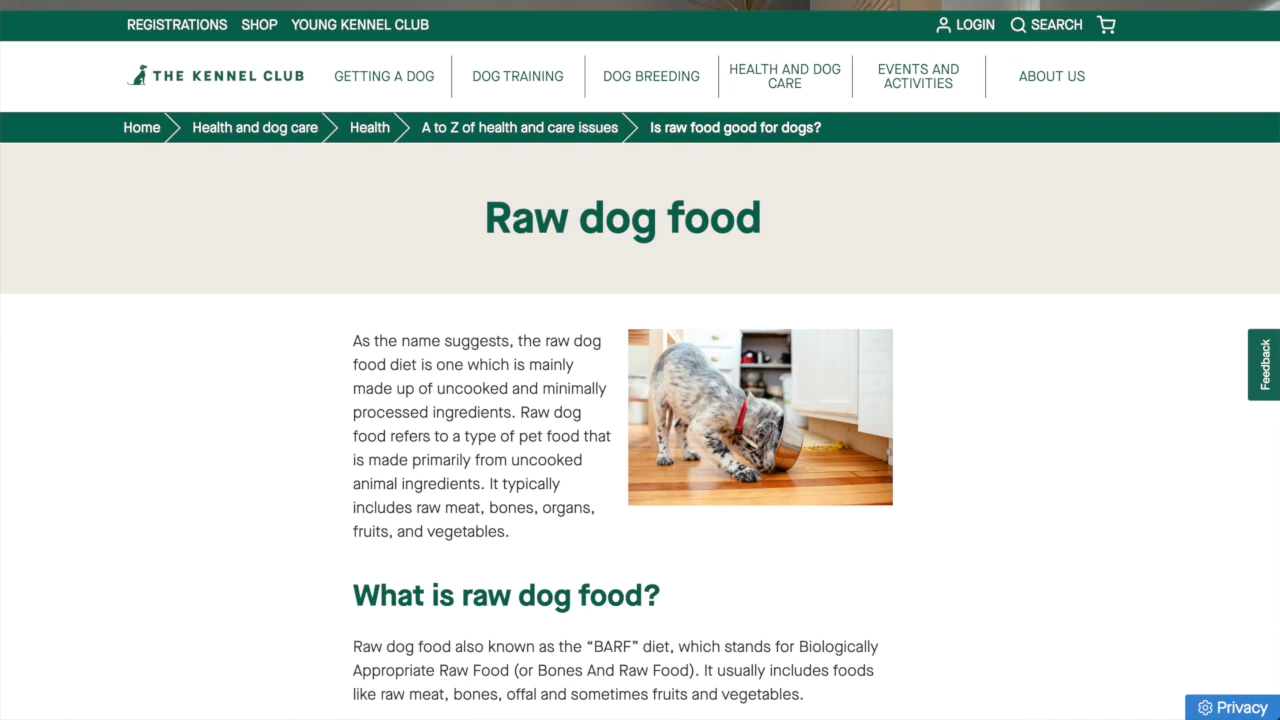 REGISTRATIONS SHOP YOUNG KENNEL CLUB LOGIN SEARCH
THE KENNEL CLUB GETTING A DOG DOG TRAINING DOG BREEDING HEALTH AND DOG CARE EVENTS AND ACTIVITIES ABOUT US
Home Health and dog care Health A to Z of health and care issues Is raw food good for dogs?
Raw dog food
As the name suggests, the raw dog
food diet is one which is mainly
made up of uncooked and minimally
processed ingredients. Raw dog
food refers to a type of pet food that
is made primarily from uncooked
animal ingredients. It typically
includes raw meat, bones, organs,
fruits, and vegetables.
Feedback
What is raw dog food?
Raw dog food also known as the “BARF” diet, which stands for Biologically
Appropriate Raw Food (or Bones And Raw Food). It usually includes foods
like raw meat, bones, offal and sometimes fruits and vegetables.
Privacy